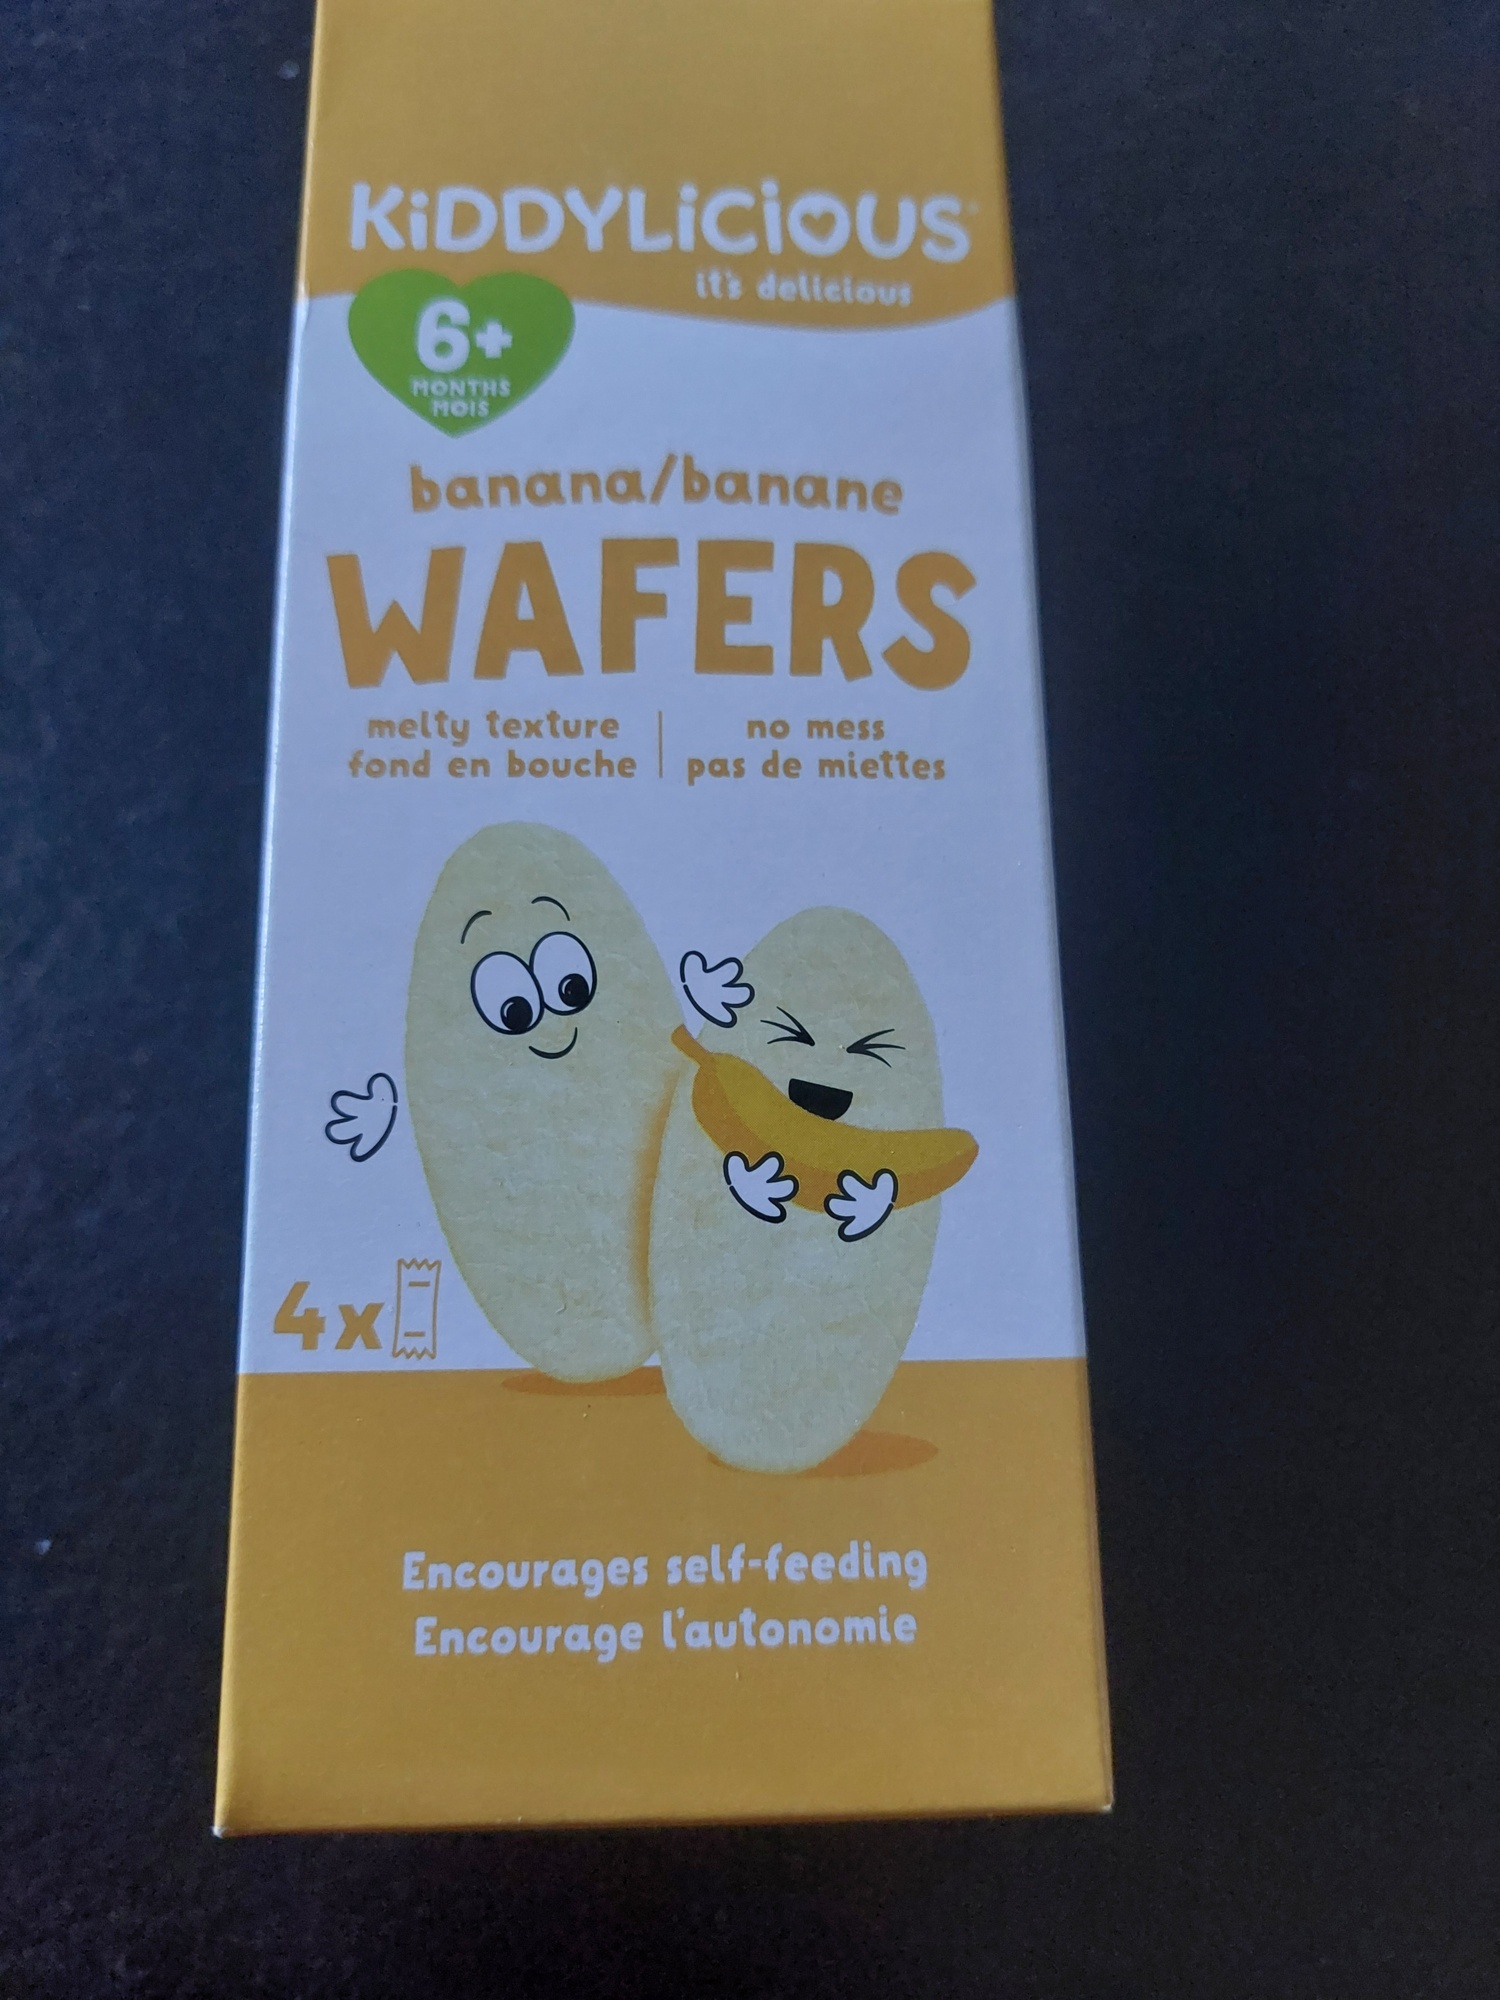 KiDDYLiCiOUS
it's delicious
6+
MONTHS
MOIS
banana/banane
WAFERS
melty texture
fond en bouche
no mess
pas de miettes
4x
Encourages self-feeding
Encourage l'autonomie